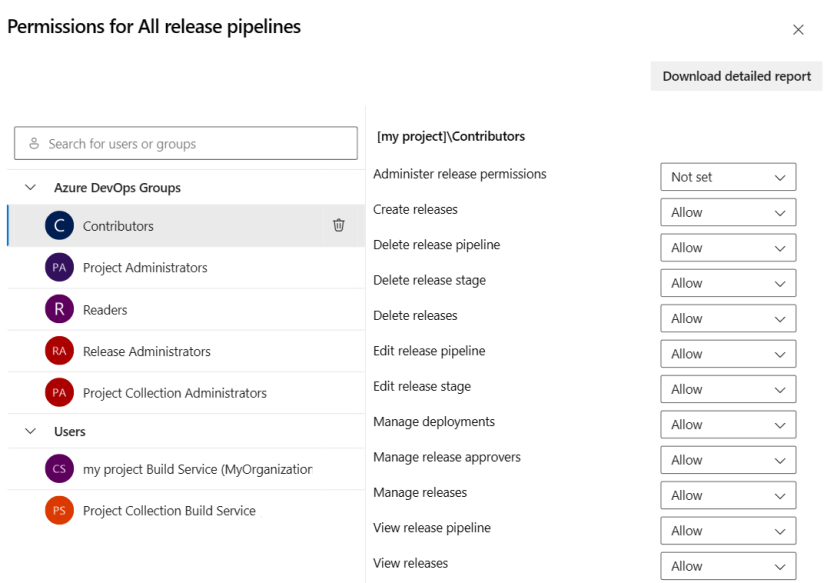 Permissions for All release pipelines
Download detailed report
Search for users or groups
Azure DevOps Groups
C Contributors
PA Project Administrators
R Readers
RA Release Administrators
PA Project Collection Administrators
Users
CS my project Build Service (MyOrganization
PS Project Collection Build Service
[my project]\Contributors
Administer release permissions Not set
Create releases Allow
Delete release pipeline Allow
Delete release stage Allow
Delete releases Allow
Edit release pipeline Allow
Edit release stage Allow
Manage deployments Allow
Manage release approvers Allow
Manage releases Allow
View release pipeline Allow
View releases Allow